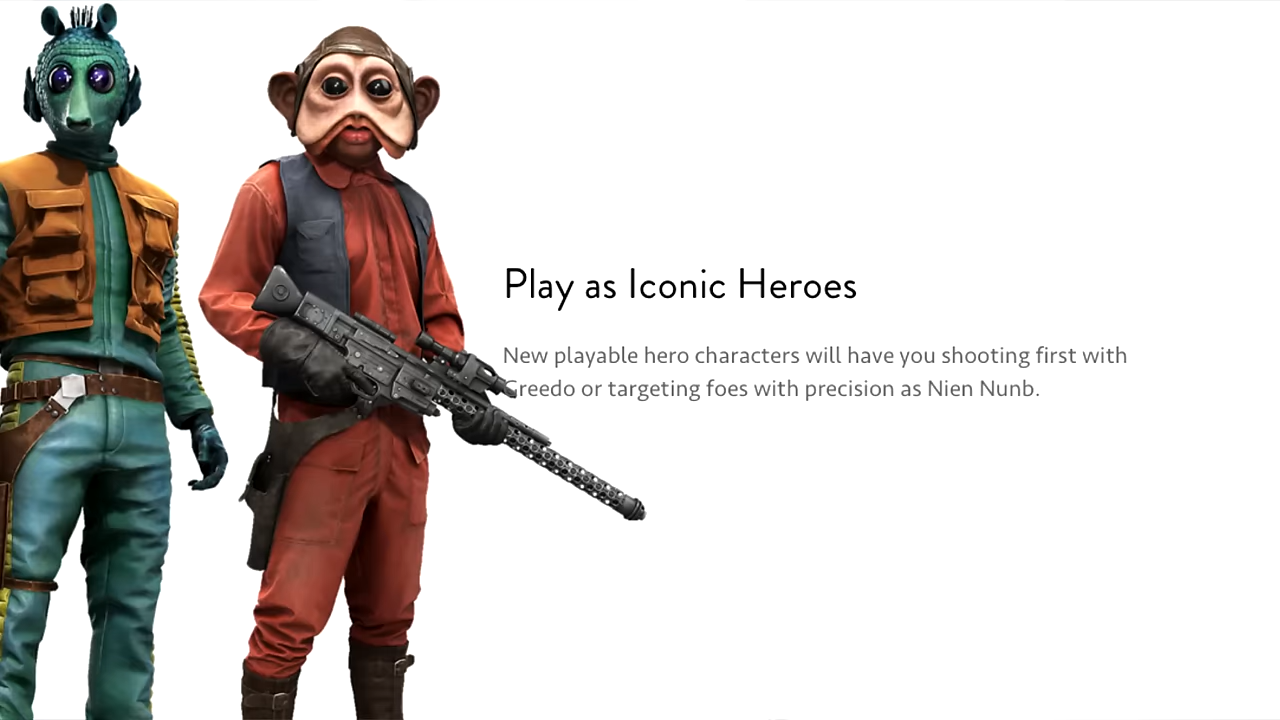 Play as Iconic Heroes
New playable hero characters will have you shooting first with
Greedo or targeting foes with precision as Nien Nunb.